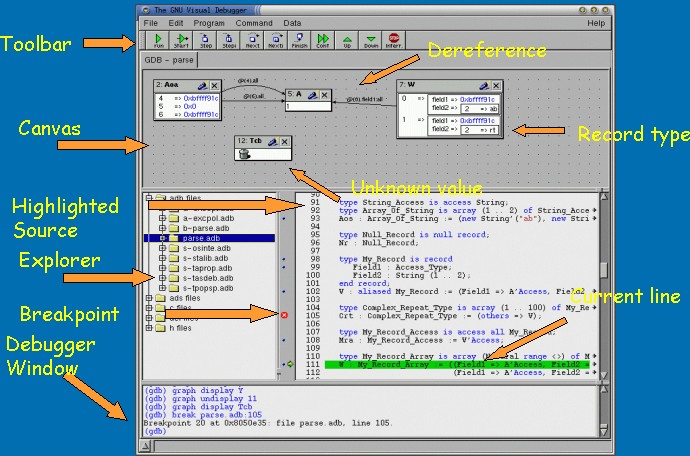 The GNU Visual Debugger
File Edit Program Command Data Help
Toolbar
Run Start Step Stepi Next Nexti Finish Cont Up Down Interr.
Dereference
GDB - parse
2: Aoa
4 => 0xbffff91c
5 => 0x0
6 => 0xbffff91c
@(4).all
@(6).all
5: A
1
@(0).field1.all
7: W
0 => field1 => 0xbffff91c
field2 => 2 => ab
1 => field1 => 0xbffff91c
field2 => 2 => rt
Canvas
Record type
12: Tcb
Unknown value
Highlighted
Source
Explorer
Breakpoint
Debugger
Window
Current line
adb files
a-excpol.adb
b-parse.adb
parse.adb
s-osinte.adb
s-stalib.adb
s-taprop.adb
s-tasdeb.adb
s-tpopsp.adb
ads files
c files
h files
90
91 type String_Access is access String;
92 type Array_Of_String is array (1 .. 2) of String_Acce
93 Aos : Array_Of_String := (new String'("ab"), new Stri
94
95 type Null_Record is null record;
96 Nr : Null_Record;
97
98 type My_Record is record
99 Field1 : Access_Type;
100 Field2 : String (1 .. 2);
101 end record;
102 V : aliased My_Record := (Field1 => A'Access, Field2
103
104 type Complex_Repeat_Type is array (1 .. 100) of My_Re
105 Crt : Complex_Repeat_Type := (others => V);
106
107 type My_Record_Access is access all My_Record;
108 Mra : My_Record_Access := V'Access;
109
110 type My_Record_Array is array (range <>) of M
111 W : My_Record_Array := ((Field1 => A'Access, Field2 =
112 (Field1 => A'Access, Field2 =
(gdb) graph display Y
(gdb) graph undisplay 11
(gdb) graph display Tcb
(gdb) break parse.adb:105
Breakpoint 20 at 0x8050e35: file parse.adb, line 105.
(gdb)